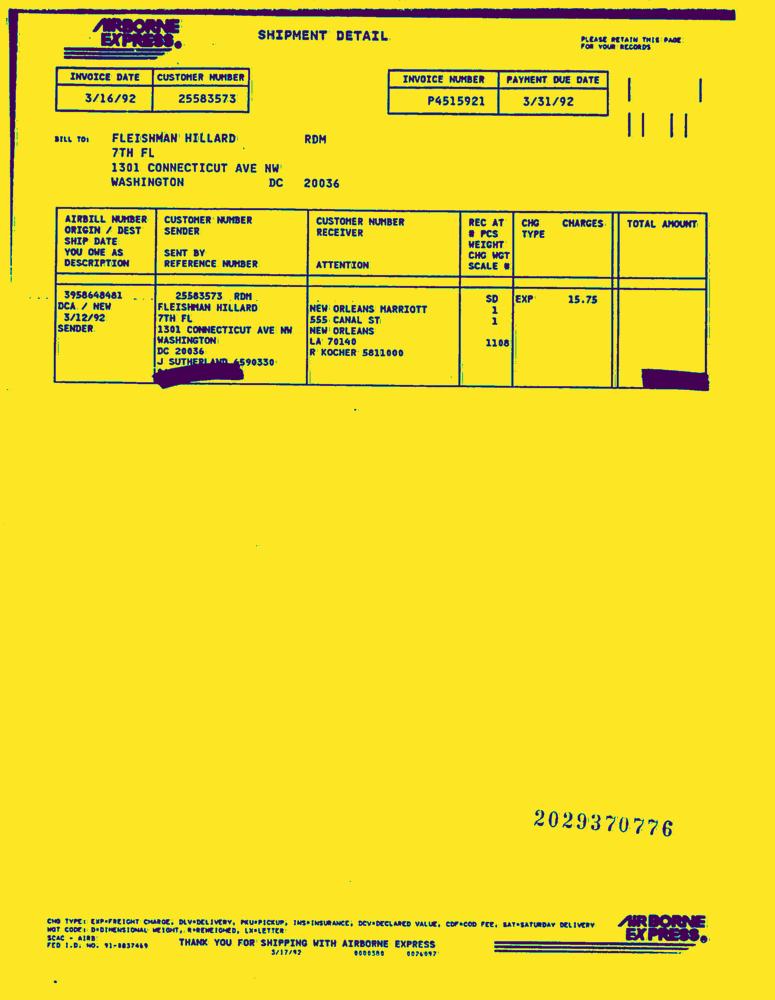 AIRBORNE EXPRESS®
SHIPMENT DETAIL
PLEASE RETAIN THIS PAGE
FOR YOUR RECORDS
INVOICE DATE CUSTOMER NUMBER
3/16/92 25583573
INVOICE NUMBER PAYMENT DUE DATE
P4515921 3/31/92
BILL TO: FLEISHMAN HILLARD RDM
7TH FL
1301 CONNECTICUT AVE NW
WASHINGTON DC 20036
AIRBILL NUMBER CUSTOMER NUMBER CUSTOMER NUMBER REC AT CHG CHARGES TOTAL AMOUNT
ORIGIN / DEST SENDER RECEIVER # PCS TYPE
SHIP DATE WEIGHT
YOU OWE AS SENT BY CHG WGT
DESCRIPTION REFERENCE NUMBER ATTENTION SCALE #
3958648481 25583573 RDM SD EXP 15.75
DCA / NEW FLEISHMAN HILLARD NEW ORLEANS MARRIOTT 1
3/12/92 7TH FL 555 CANAL ST 1
SENDER 1301 CONNECTICUT AVE NW NEW ORLEANS
WASHINGTON LA 70140 1108
DC 20036 R KOCHER 5811000
J SUTHERLAND 6590330
2029370776
CHG TYPE: EXP=FREIGHT CHARGE, DLV=DELIVERY, PKU=PICKUP, INS=INSURANCE, DCV=DECLARED VALUE, CDF=COD FEE, SAT=SATURDAY DELIVERY
WGT CODE: D=DIMENSIONAL WEIGHT, R=REWEIGHED, LX=LETTER
SCAC - AIRB
FED I.D. NO. 91-0837469 THANK YOU FOR SHIPPING WITH AIRBORNE EXPRESS
3/17/92 0000580
AIRBORNE EXPRESS®